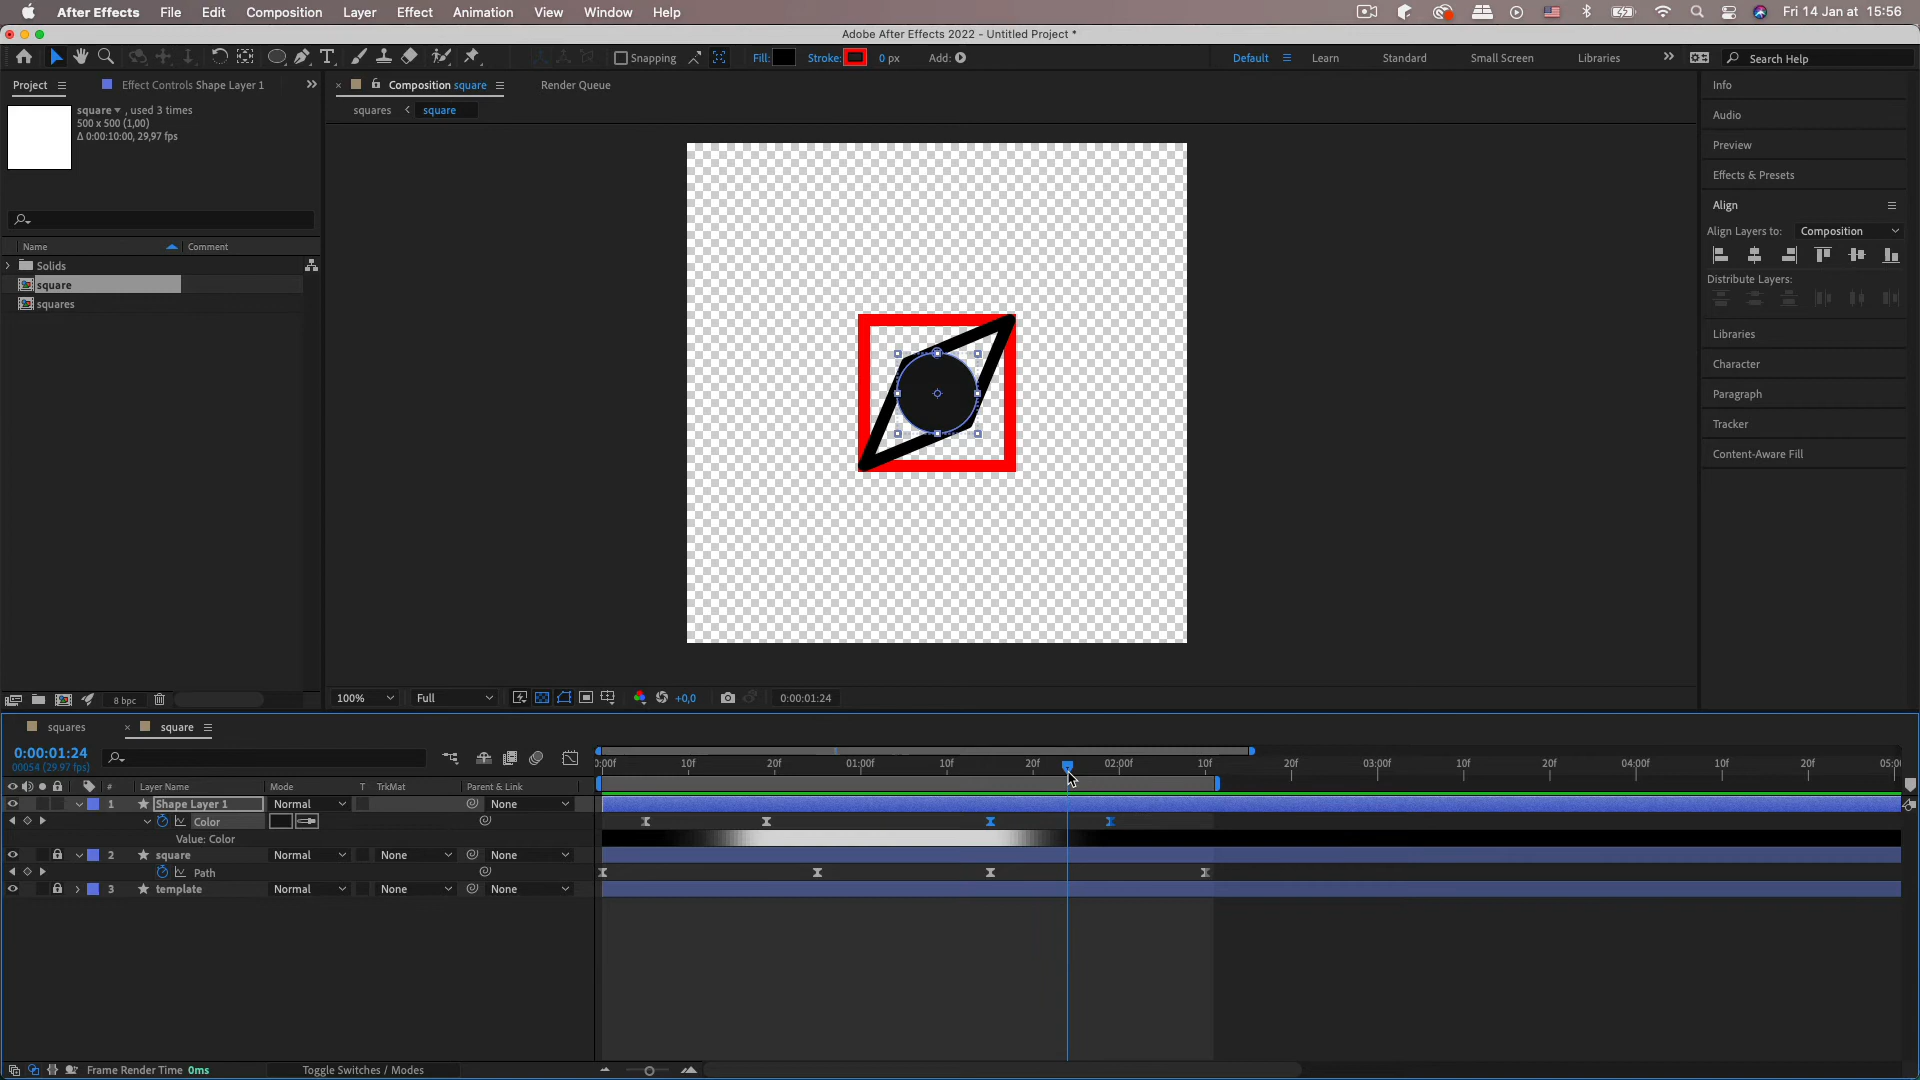 After Effects File Edit Composition Layer Effect Animation View Window Help Fri 14 Jan at 15:56
Adobe After Effects 2022 - Untitled Project *
Snapping Fill: Stroke: 0 px Add: Default Learn Standard Small Screen Libraries Search Help
Project Effect Controls Shape Layer 1
square , used 3 times
500 x 500 (1,00)
Δ 0:00:10:00, 29,97 fps
Name Comment
Solids
square
squares
8 bpc
Composition square Render Queue
squares square
100% Full +0,0 0:00:01:24
Info
Audio
Preview
Effects & Presets
Align
Align Layers to: Composition
Distribute Layers:
Libraries
Character
Paragraph
Tracker
Content-Aware Fill
squares square
0:00:01:24
00054 (29.97 fps)
:00f 10f 20f 01:00f 10f 20f 02:00f 10f 20f 03:00f 10f 20f 04:00f 10f 20f 05:0
# Layer Name Mode T TrkMat Parent & Link
1 Shape Layer 1 Normal None
Color
Value: Color
2 square Normal None None
Path
3 template Normal None None
Frame Render Time 0ms Toggle Switches / Modes